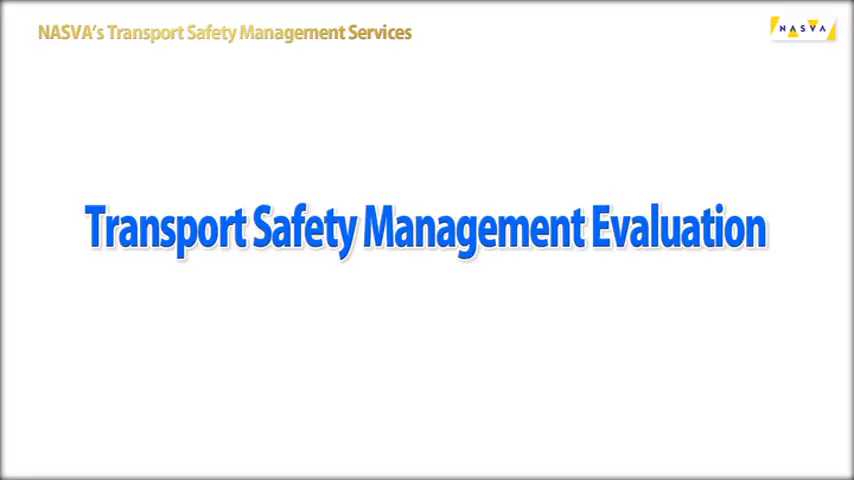 NASVA's Transport Safety Management Services
NASVA
Transport Safety Management Evaluation